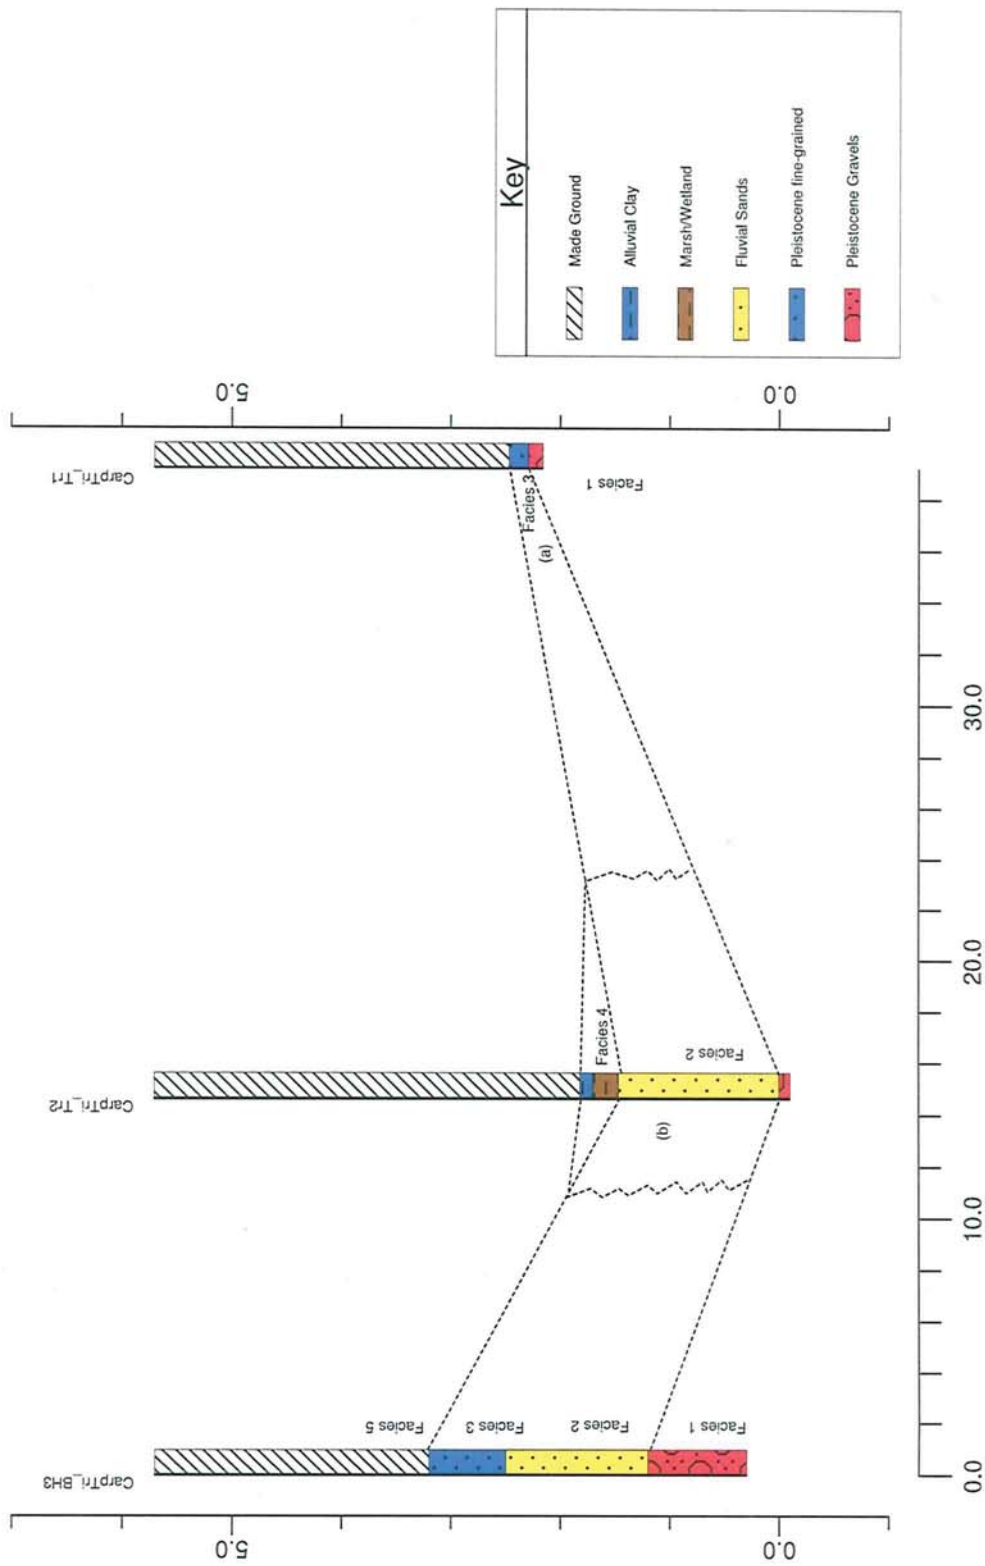 Key
Made Ground
Alluvial Clay
Marsh/Wetland
Fluvial Sands
Pleistocene fine-grained
Pleistocene Gravels
CarpTri_BH3
CarpTri_Tr2
CarpTri_Tr1
5.0
0.0
5.0
0.0
Facies 5
Facies 3
Facies 2
Facies 1
Facies 4
Facies 2
(b)
Facies 3
(a)
Facies 1
0.0
10.0
20.0
30.0